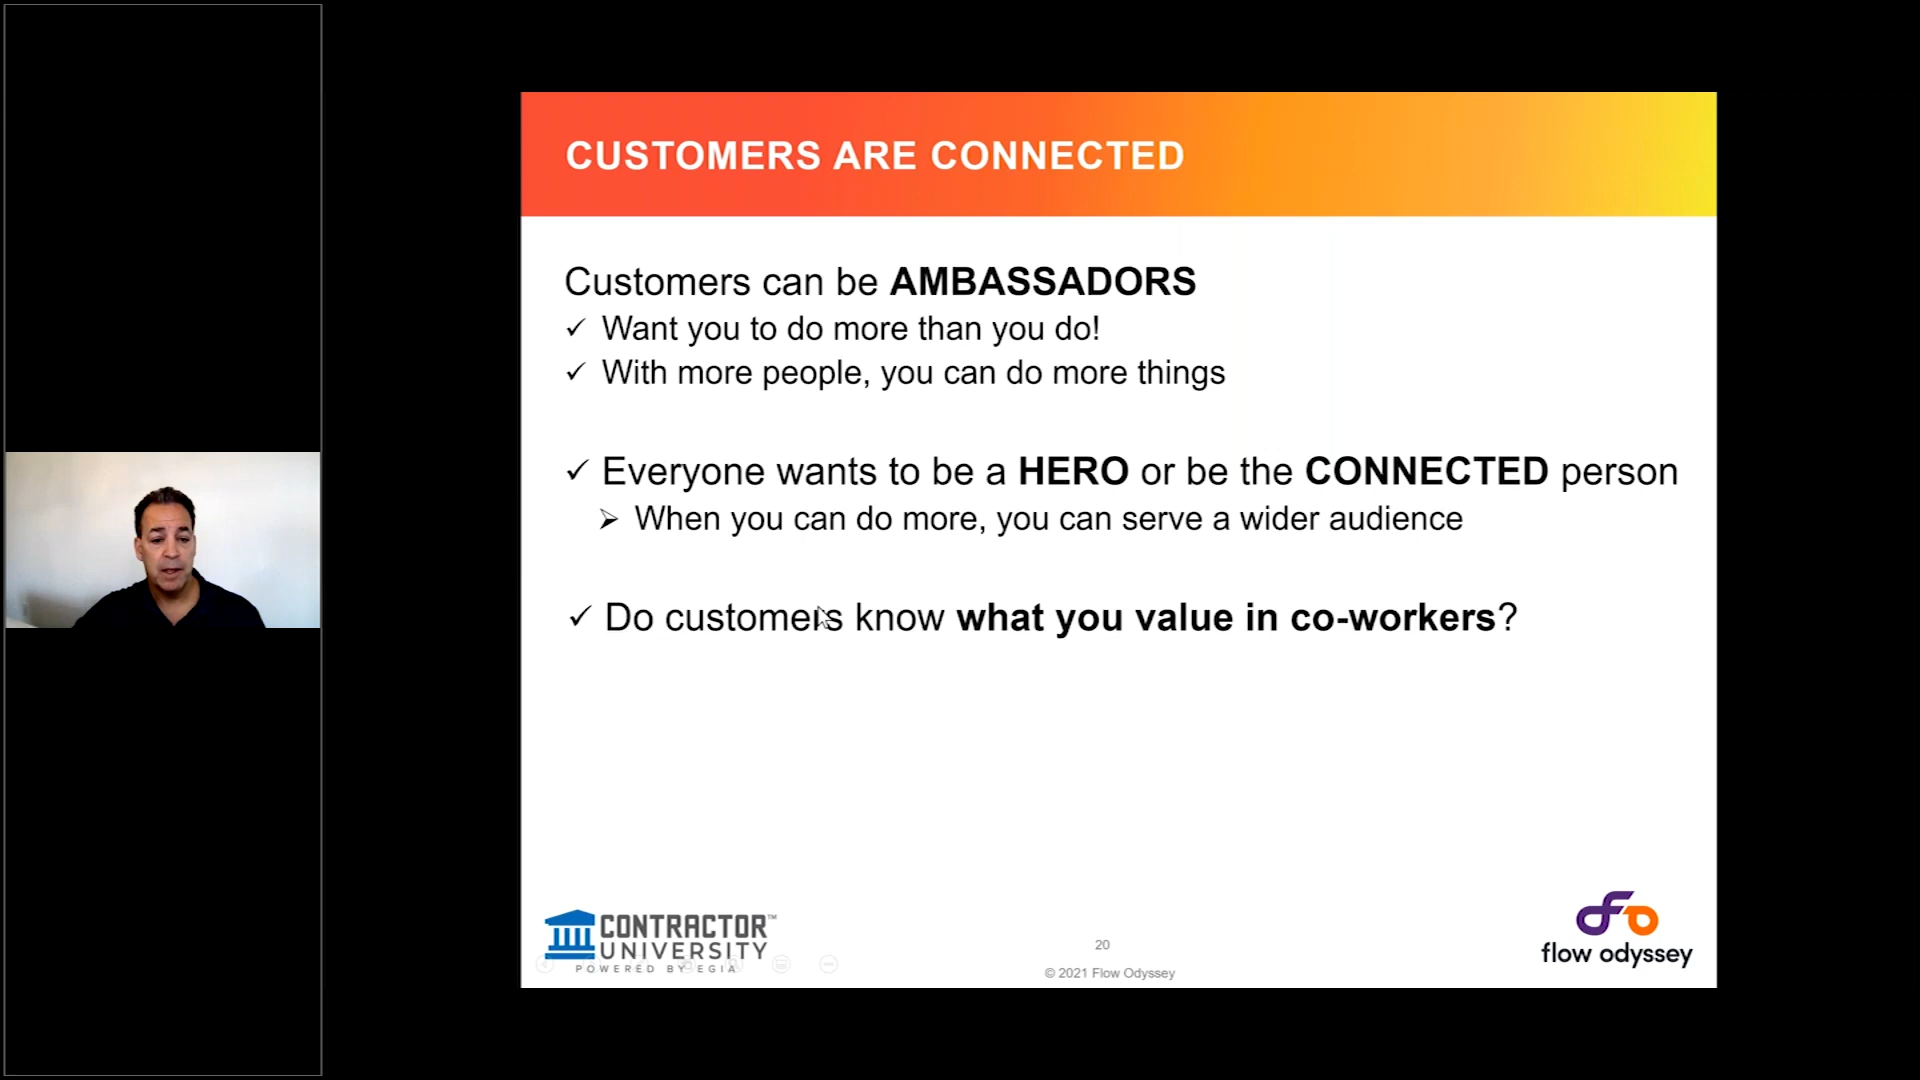 CUSTOMERS ARE CONNECTED
Customers can be AMBASSADORS
✓ Want you to do more than you do!
✓ With more people, you can do more things
✓ Everyone wants to be a HERO or be the CONNECTED person
➢ When you can do more, you can serve a wider audience
✓ Do customers know what you value in co-workers?
CONTRACTOR™
UNIVERSITY
POWERED BY EGIA
20
© 2021 Flow Odyssey
flow odyssey